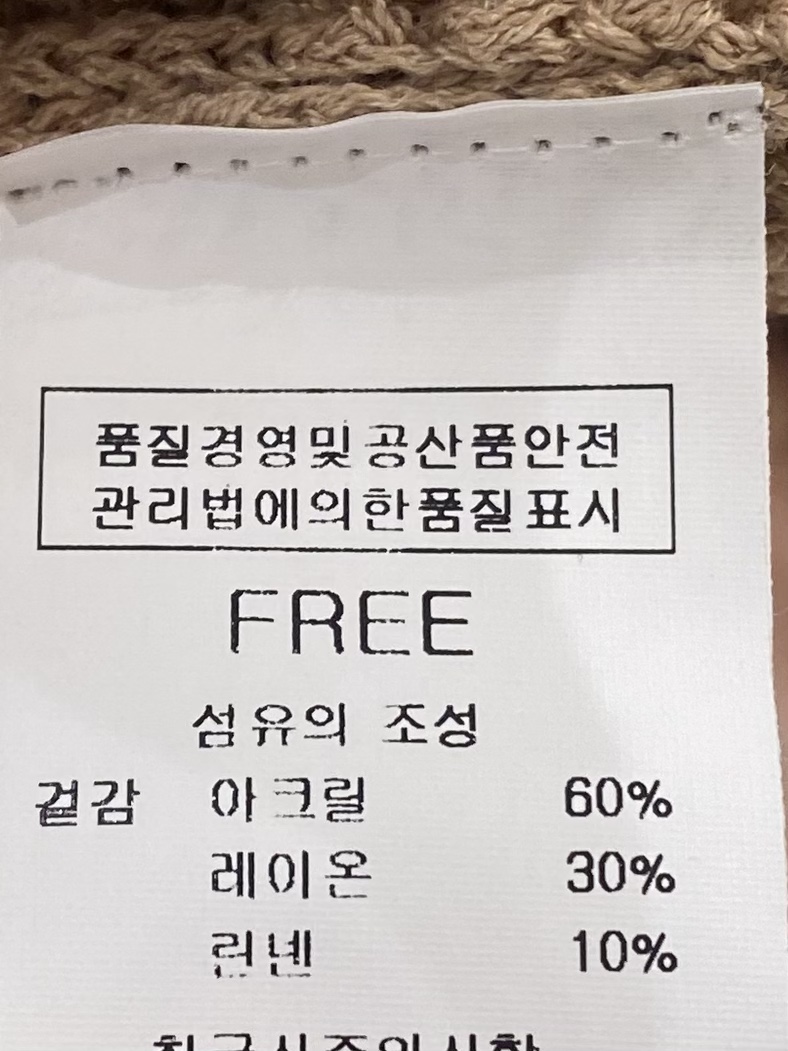 품질경영및공산품안전
관리법에의한품질표시
FREE
섬유의 조성
겉감 아크릴 60%
레이온 30%
린넨 10%